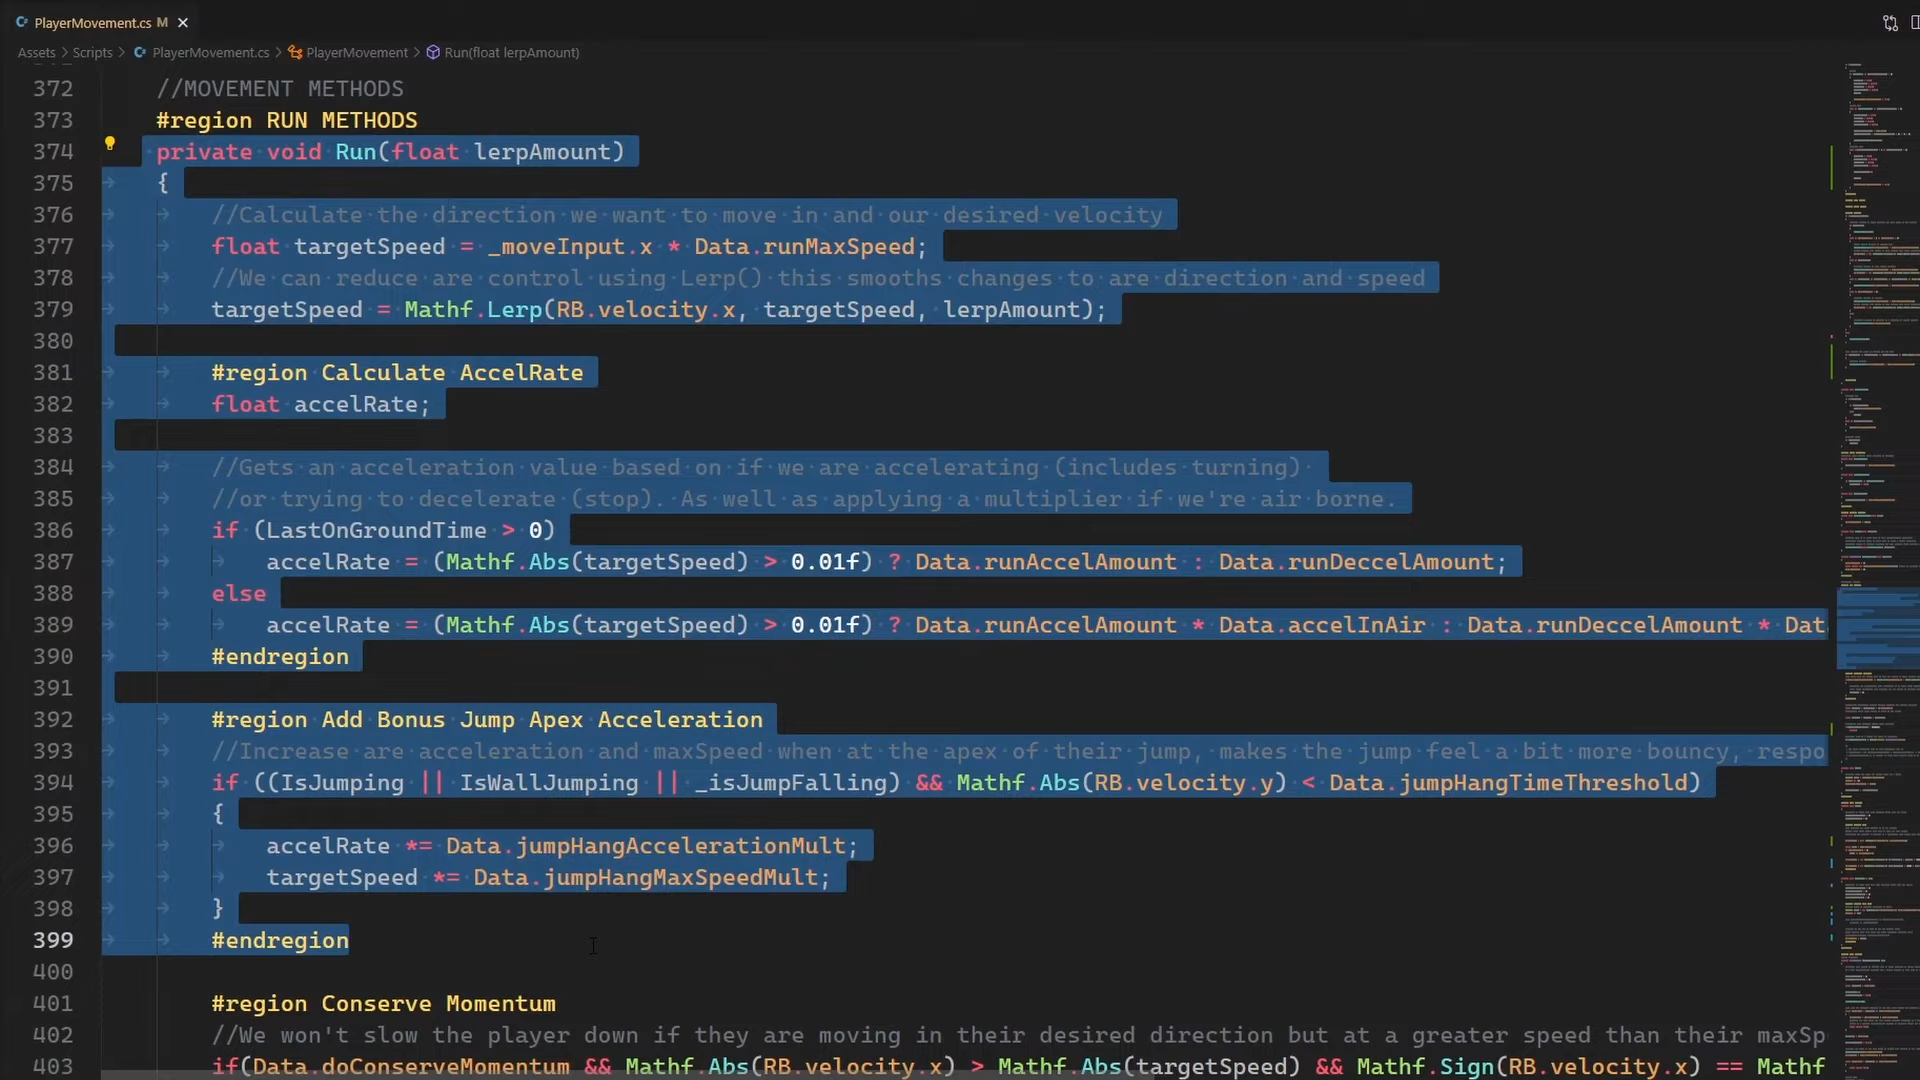 PlayerMovement.cs M
Assets > Scripts > PlayerMovement.cs > PlayerMovement > Run(float lerpAmount)
372 //MOVEMENT METHODS
373 #region RUN METHODS
374 private void Run(float lerpAmount)
375 {
376 //Calculate the direction we want to move in and our desired velocity
377 float targetSpeed = _moveInput.x * Data.runMaxSpeed;
378 //We can reduce are control using Lerp() this smooths changes to are direction and speed
379 targetSpeed = Mathf.Lerp(RB.velocity.x, targetSpeed, lerpAmount);
380
381 #region Calculate AccelRate
382 float accelRate;
383
384 //Gets an acceleration value based on if we are accelerating (includes turning)
385 //or trying to decelerate (stop). As well as applying a multiplier if we're air borne.
386 if (LastOnGroundTime > 0)
387 accelRate = (Mathf.Abs(targetSpeed) > 0.01f) ? Data.runAccelAmount : Data.runDeccelAmount;
388 else
389 accelRate = (Mathf.Abs(targetSpeed) > 0.01f) ? Data.runAccelAmount * Data.accelInAir : Data.runDeccelAmount * Dat
390 #endregion
391
392 #region Add Bonus Jump Apex Acceleration
393 //Increase are acceleration and maxSpeed when at the apex of their jump, makes the jump feel a bit more bouncy, respo
394 if ((IsJumping || IsWallJumping || _isJumpFalling) && Mathf.Abs(RB.velocity.y) < Data.jumpHangTimeThreshold)
395 {
396 accelRate *= Data.jumpHangAccelerationMult;
397 targetSpeed *= Data.jumpHangMaxSpeedMult;
398 }
399 #endregion
400
401 #region Conserve Momentum
402 //We won't slow the player down if they are moving in their desired direction but at a greater speed than their maxSp
403 if(Data.doConserveMomentum && Mathf.Abs(RB.velocity.x) > Mathf.Abs(targetSpeed) && Mathf.Sign(RB.velocity.x) == Mathf